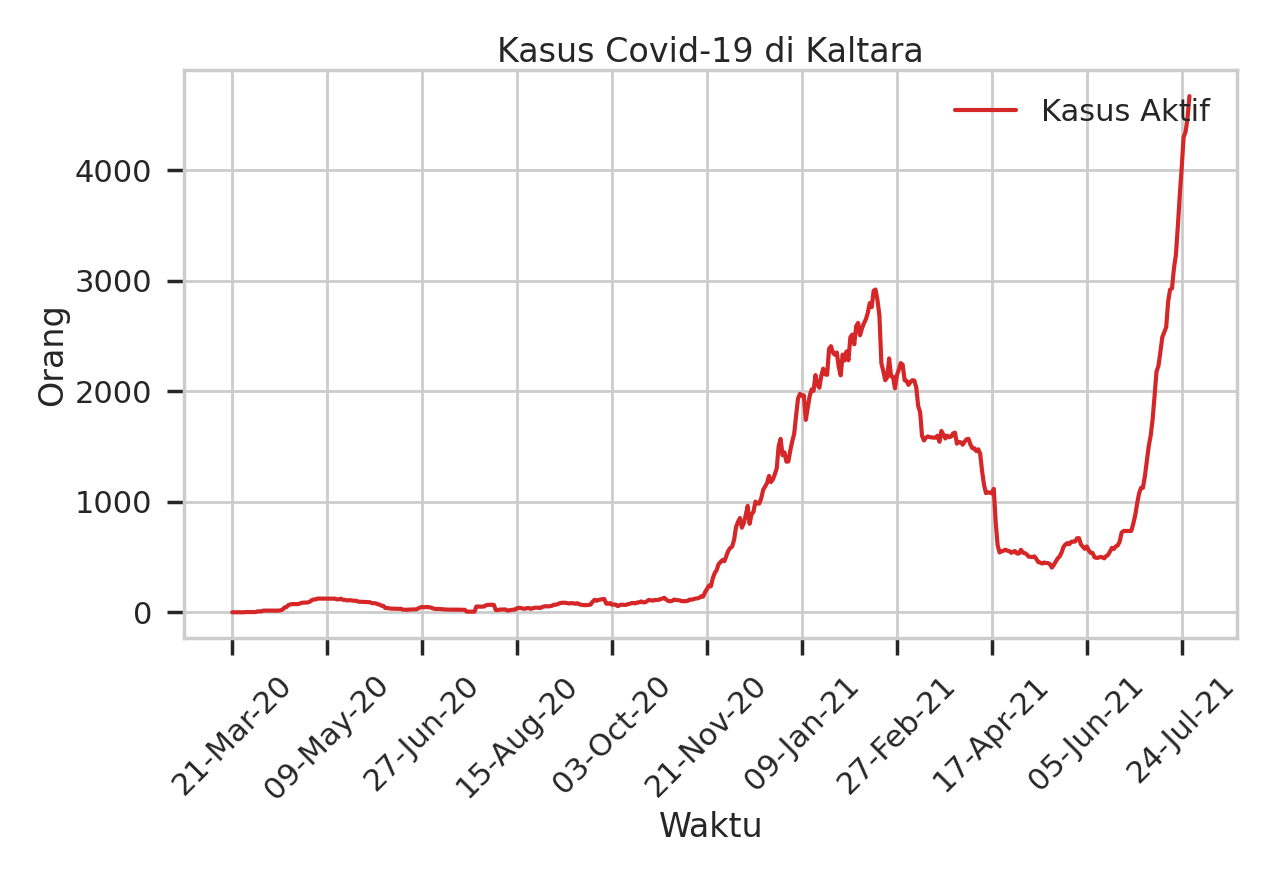 Kasus Covid-19 di Kaltara
Kasus Aktif
Orang
4000
3000
2000
1000
0
21-Mar-20
09-May-20
27-Jun-20
15-Aug-20
03-Oct-20
21-Nov-20
09-Jan-21
27-Feb-21
17-Apr-21
05-Jun-21
24-Jul-21
Waktu